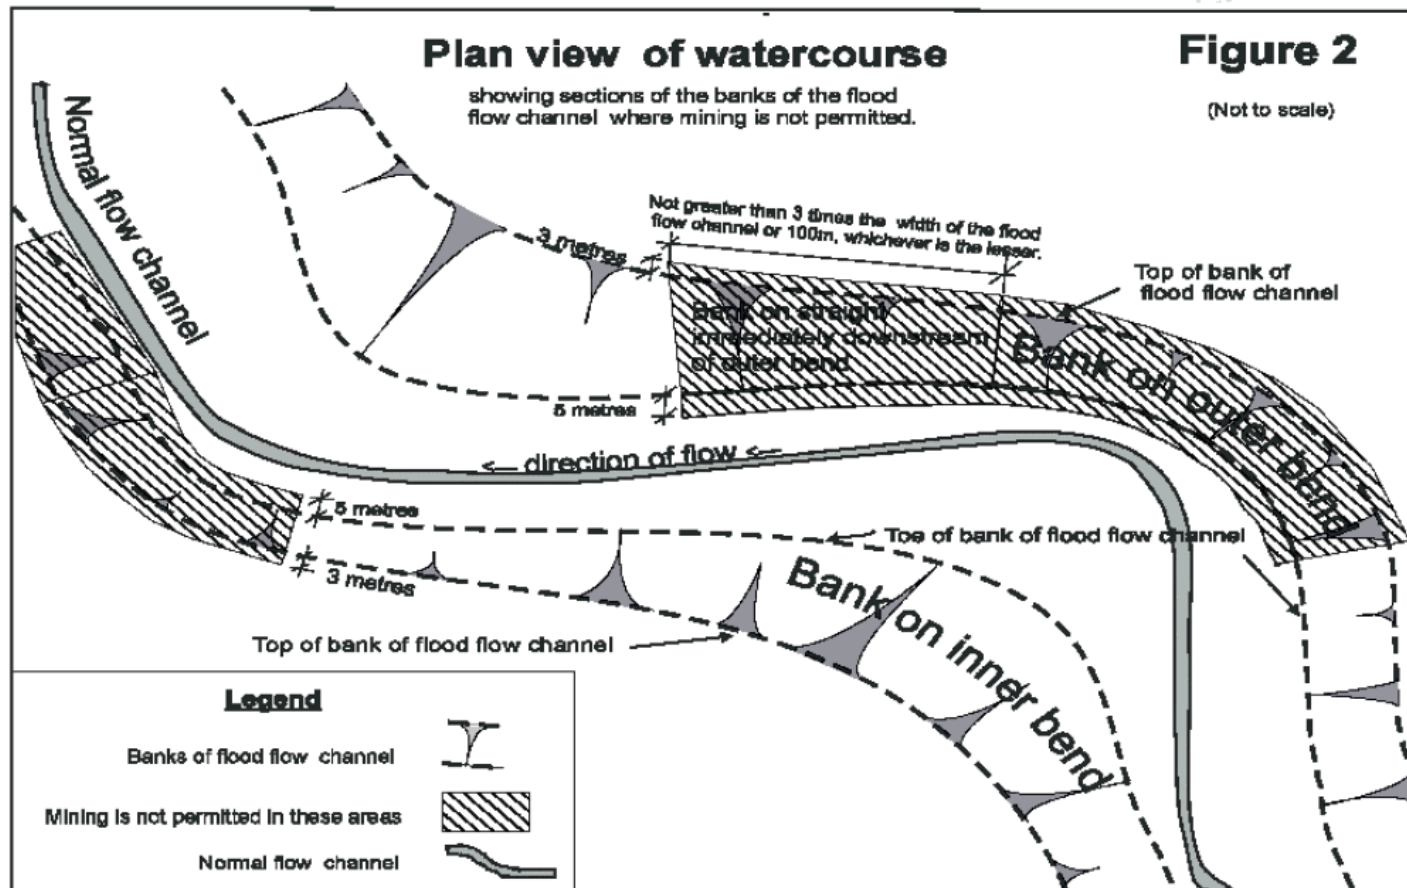 Plan view of watercourse
Figure 2
showing sections of the banks of the flood
flow channel where mining is not permitted.
(Not to scale)
Normal flow channel
Not greater than 3 times the width of the flood
flow channel or 100m, whichever is the lesser.
3 metres
Top of bank of
flood flow channel
Bank on straight
immediately downstream
of outer bend
Bank on outer bend
5 metres
<— direction of flow <—
5 metres
Toe of bank of flood flow channel
3 metres
Bank on inner bend
Top of bank of flood flow channel
Legend
Banks of flood flow channel
Mining is not permitted in these areas
Normal flow channel